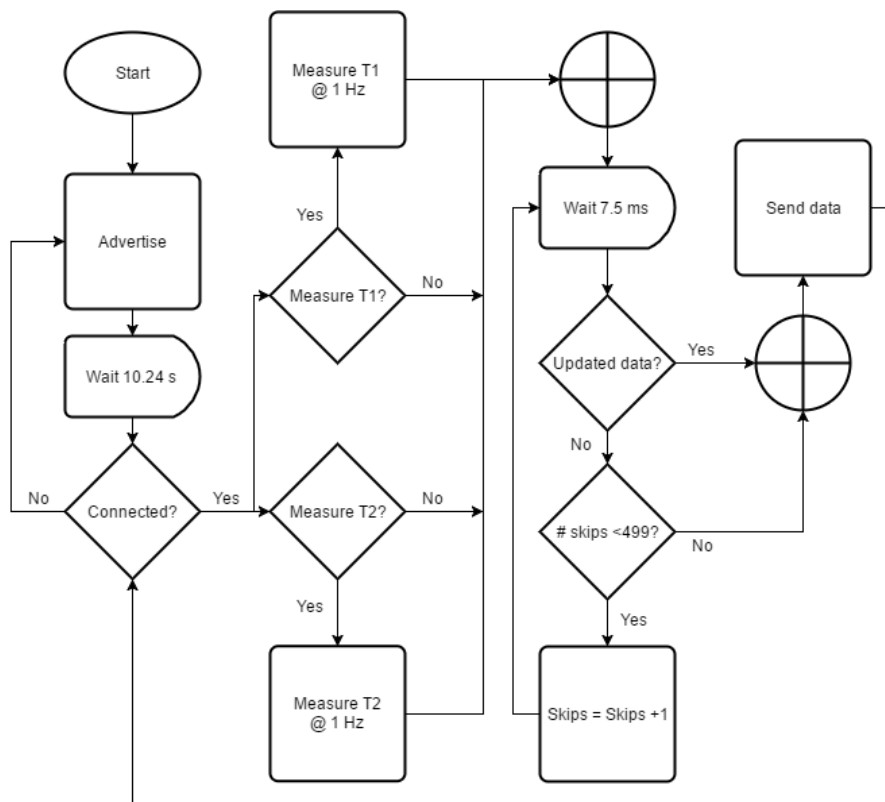 Start
Advertise
Wait 10.24 s
Connected?
No
Yes
Measure T1
@ 1 Hz
Yes
Measure T1?
No
Measure T2?
No
Yes
Measure T2
@ 1 Hz
Wait 7.5 ms
Updated data?
Yes
No
# skips <499?
No
Yes
Skips = Skips +1
Send data